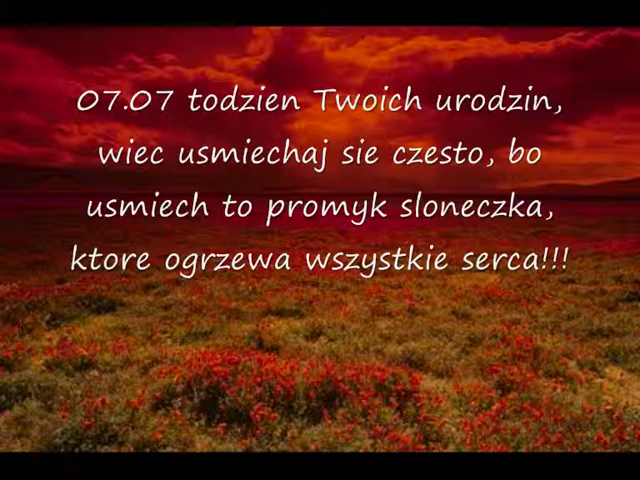 07.07 todzien Twoich urodzin,
wiec usmiechaj sie czesto, bo
usmiech to promyk sloneczka,
ktore ogrzewa wszystkie serca!!!